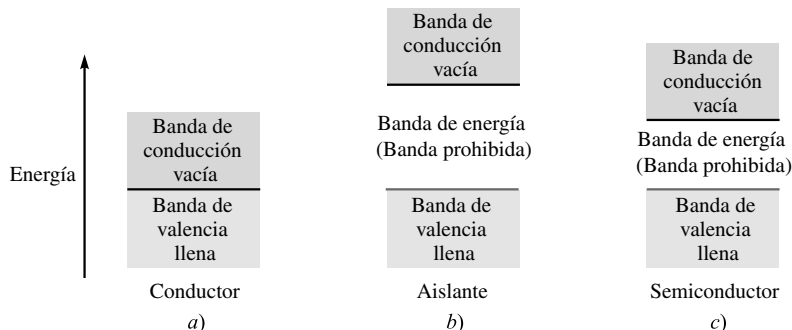 Energía
Banda de
conducción
vacía
Banda de
valencia
llena
Conductor
a)
Banda de
conducción
vacía
Banda de energía
(Banda prohibida)
Banda de
valencia
llena
Aislante
b)
Banda de
conducción
vacía
Banda de energía
(Banda prohibida)
Banda de
valencia
llena
Semiconductor
c)